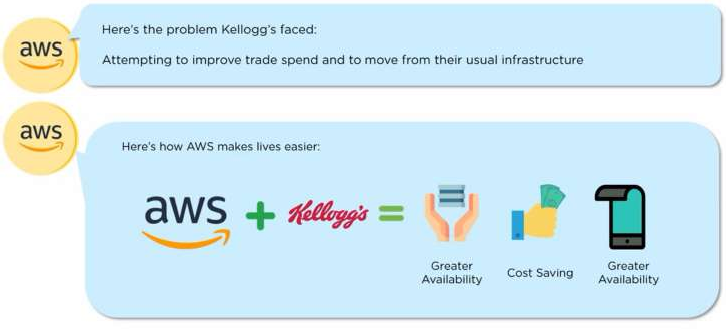 aws
Here's the problem Kellogg's faced:
Attempting to improve trade spend and to move from their usual infrastructure
aws
Here's how AWS makes lives easier:
aws + Kellogg's =
Greater
Availability
Cost Saving
Greater
Availability